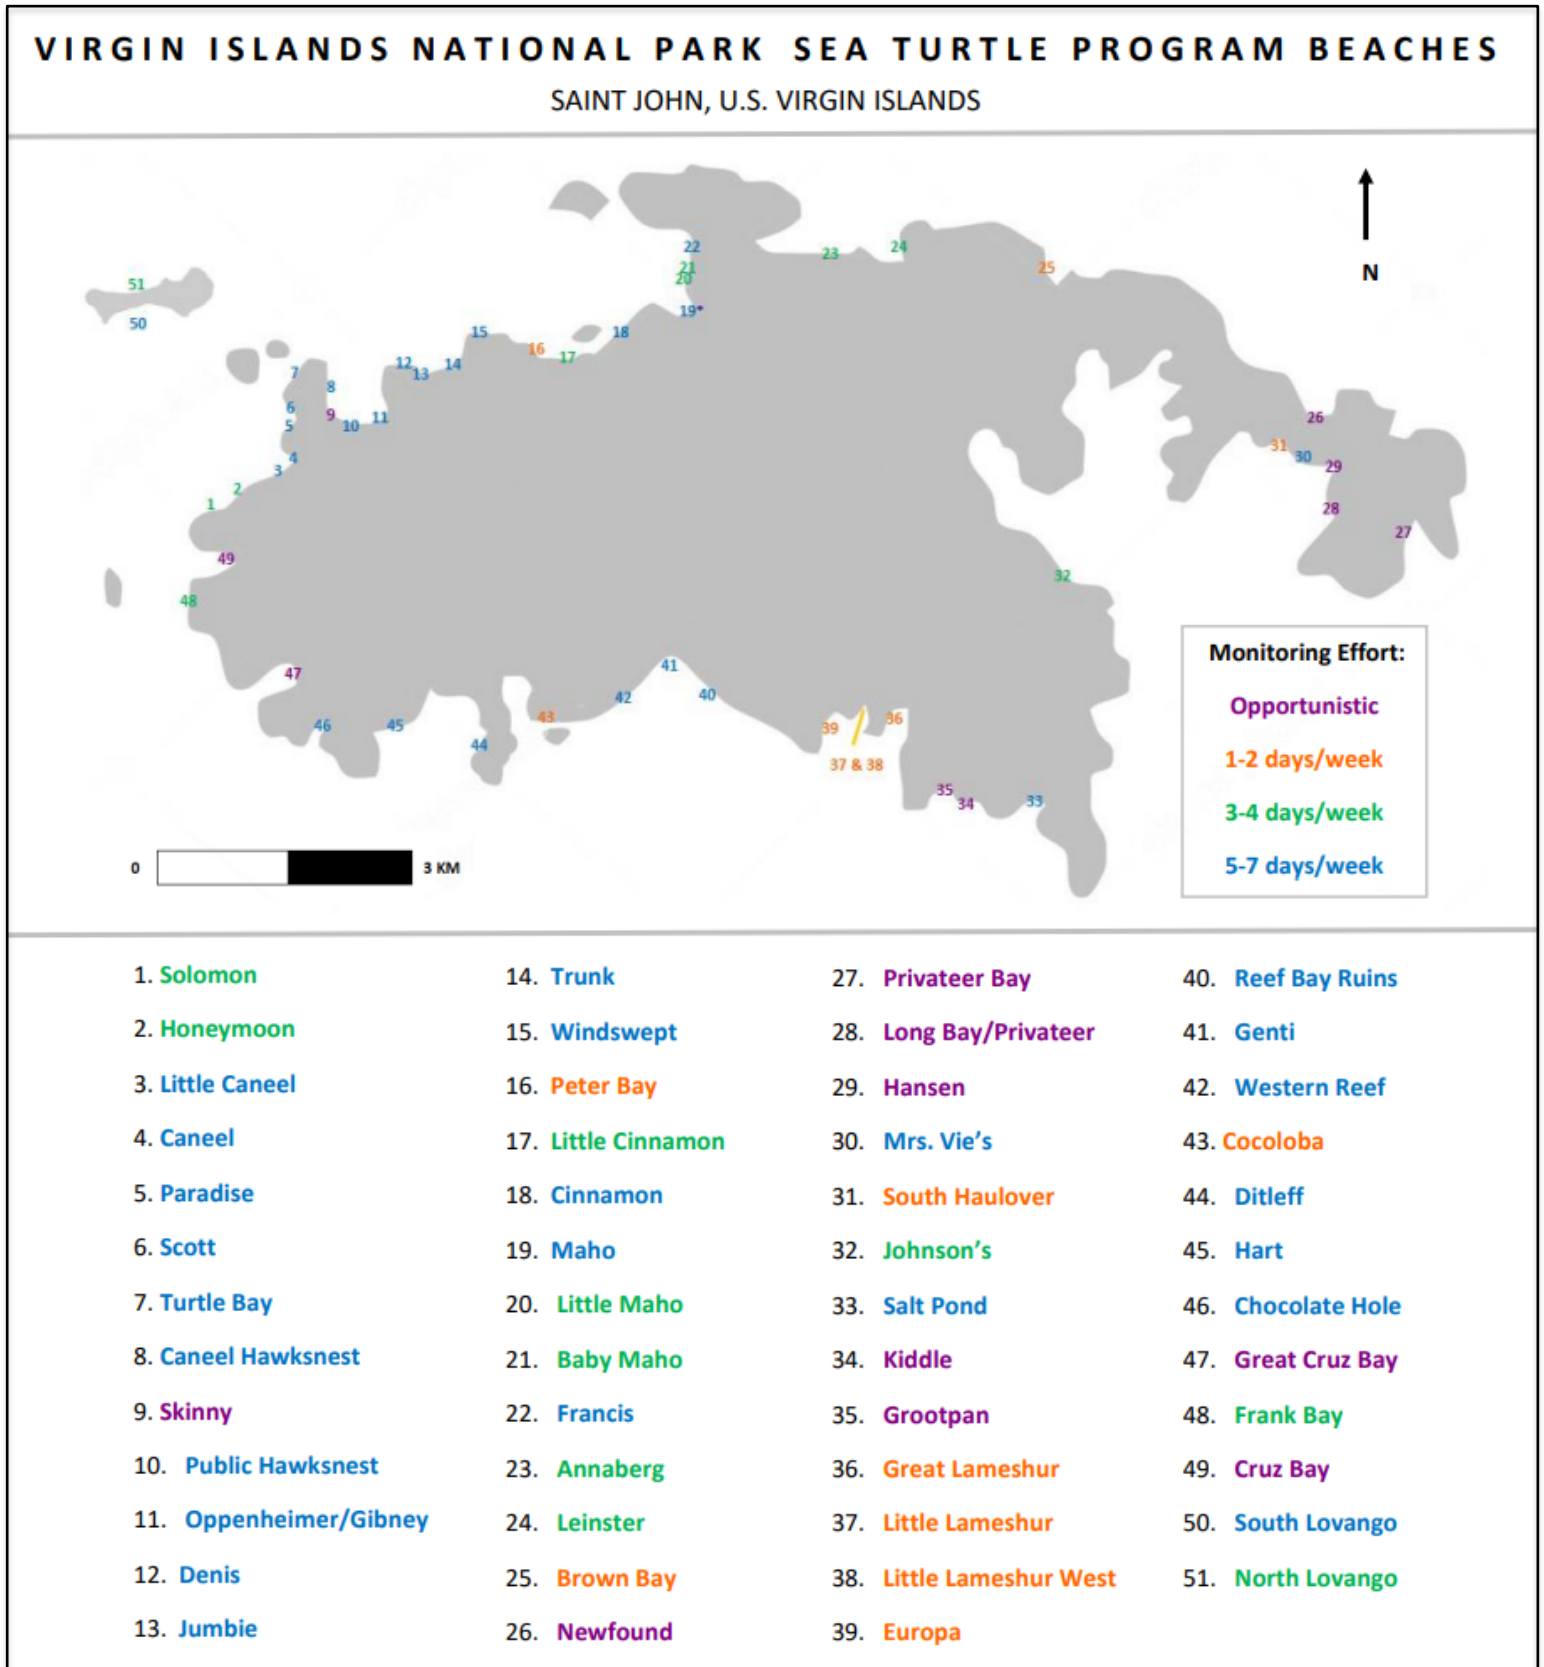 VIRGIN ISLANDS NATIONAL PARK SEA TURTLE PROGRAM BEACHES
SAINT JOHN, U.S. VIRGIN ISLANDS
22
23
24
25
21
20
51
50
19*
N
15
18
16
17
12
13
14
7
8
6
9
5
10
11
26
4
3
31
30
29
2
1
28
27
49
32
48
47
41
42
40
46
45
44
43
39
36
37 & 38
35
34
33
Monitoring Effort:
Opportunistic
1-2 days/week
3-4 days/week
5-7 days/week
0
3 KM
1. Solomon
2. Honeymoon
3. Little Caneel
4. Caneel
5. Paradise
6. Scott
7. Turtle Bay
8. Caneel Hawksnest
9. Skinny
10. Public Hawksnest
11. Oppenheimer/Gibney
12. Denis
13. Jumbie
14. Trunk
15. Windswept
16. Peter Bay
17. Little Cinnamon
18. Cinnamon
19. Maho
20. Little Maho
21. Baby Maho
22. Francis
23. Annaberg
24. Leinster
25. Brown Bay
26. Newfound
27. Privateer Bay
28. Long Bay/Privateer
29. Hansen
30. Mrs. Vie’s
31. South Haulover
32. Johnson’s
33. Salt Pond
34. Kiddle
35. Grootpan
36. Great Lameshur
37. Little Lameshur
38. Little Lameshur West
39. Europa
40. Reef Bay Ruins
41. Genti
42. Western Reef
43. Cocoloba
44. Ditleff
45. Hart
46. Chocolate Hole
47. Great Cruz Bay
48. Frank Bay
49. Cruz Bay
50. South Lovango
51. North Lovango